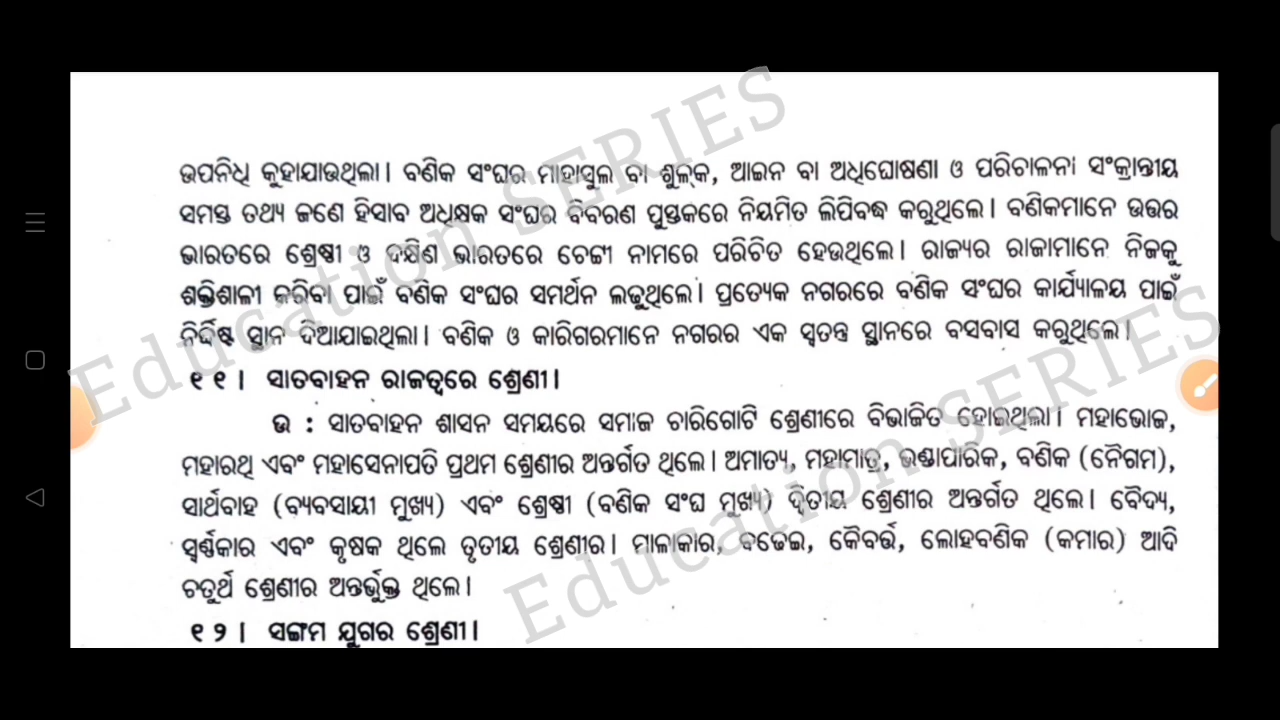 ଉପନିଧି କୁହାଯାଉଥିଲା। ବଣିକ ସଂଘର ମାହାସୁଲ ବା ଶୁଳ୍‌କ, ଆଇନ ବା ଅଧିଘୋଷଣା ଓ ପରିଚାଳନା ସଂକ୍ରାନ୍ତୀୟ
ସମସ୍ତ ତଥ୍ୟ ଜଣେ ହିସାବ ଅଧିକ୍ଷକ ସଂଘର ବିବରଣ ପୁସ୍ତକରେ ନିୟମିତ ଲିପିବଦ୍ଧ କରୁଥିଲେ। ବଣିକମାନେ ଉତ୍ତର
ଭାରତରେ ଶ୍ରେଷ୍ଠୀ ଓ ଦକ୍ଷିଣ ଭାରତରେ ଚେଟ୍ଟୀ ନାମରେ ପରିଚିତ ହେଉଥିଲେ। ରାଜ୍ୟର ରାଜାମାନେ ନିଜକୁ
ଶକ୍ତିଶାଳୀ କରିବା ପାଇଁ ବଣିକ ସଂଘର ସମର୍ଥନ ଲଢୁଥିଲେ। ପ୍ରତ୍ୟେକ ନଗରରେ ବଣିକ ସଂଘର କାର୍ଯ୍ୟାଳୟ ପାଇଁ
ନିର୍ଦ୍ଦିଷ୍ଟ ସ୍ଥାନ ଦିଆଯାଇଥିଲା। ବଣିକ ଓ କାରିଗରମାନେ ନଗରର ଏକ ସ୍ୱତନ୍ତ୍ର ସ୍ଥାନରେ ବସବାସ କରୁଥିଲେ।
୧୧। ସାତବାହନ ରାଜତ୍ୱରେ ଶ୍ରେଣୀ।
ଉ : ସାତବାହନ ଶାସନ ସମୟରେ ସମାଜ ଚାରିଗୋଟି ଶ୍ରେଣୀରେ ବିଭାଜିତ ହୋଇଥିଲା। ମହାଭୋଜ,
ମହାରଥି ଏବଂ ମହାସେନାପତି ପ୍ରଥମ ଶ୍ରେଣୀର ଅନ୍ତର୍ଗତ ଥିଲେ। ଅମାତ୍ୟ, ମହାମାତ୍ର, ଭଣ୍ଡାପାରିକ, ବଣିକ (ନୈଗମ),
ସାର୍ଥବାହ (ବ୍ୟବସାୟୀ ମୁଖ୍ୟ) ଏବଂ ଶ୍ରେଷ୍ଠୀ (ବଣିକ ସଂଘ ମୁଖ୍ୟ) ଦ୍ୱିତୀୟ ଶ୍ରେଣୀର ଅନ୍ତର୍ଗତ ଥିଲେ। ବୈଦ୍ୟ,
ସ୍ୱର୍ଣ୍ଣକାର ଏବଂ କୃଷକ ଥିଲେ ତୃତୀୟ ଶ୍ରେଣୀର। ମାଳାକାର, ବଢେଇ, କୈବର୍ତ୍ତ, ଲୋହବଣିକ (କମାର) ଆଦି
ଚତୁର୍ଥ ଶ୍ରେଣୀର ଅନ୍ତର୍ଭୁକ୍ତ ଥିଲେ।
୧୨। ସଙ୍ଗମ ଯୁଗର ଶ୍ରେଣୀ।
Education SERIES
Education SERIES